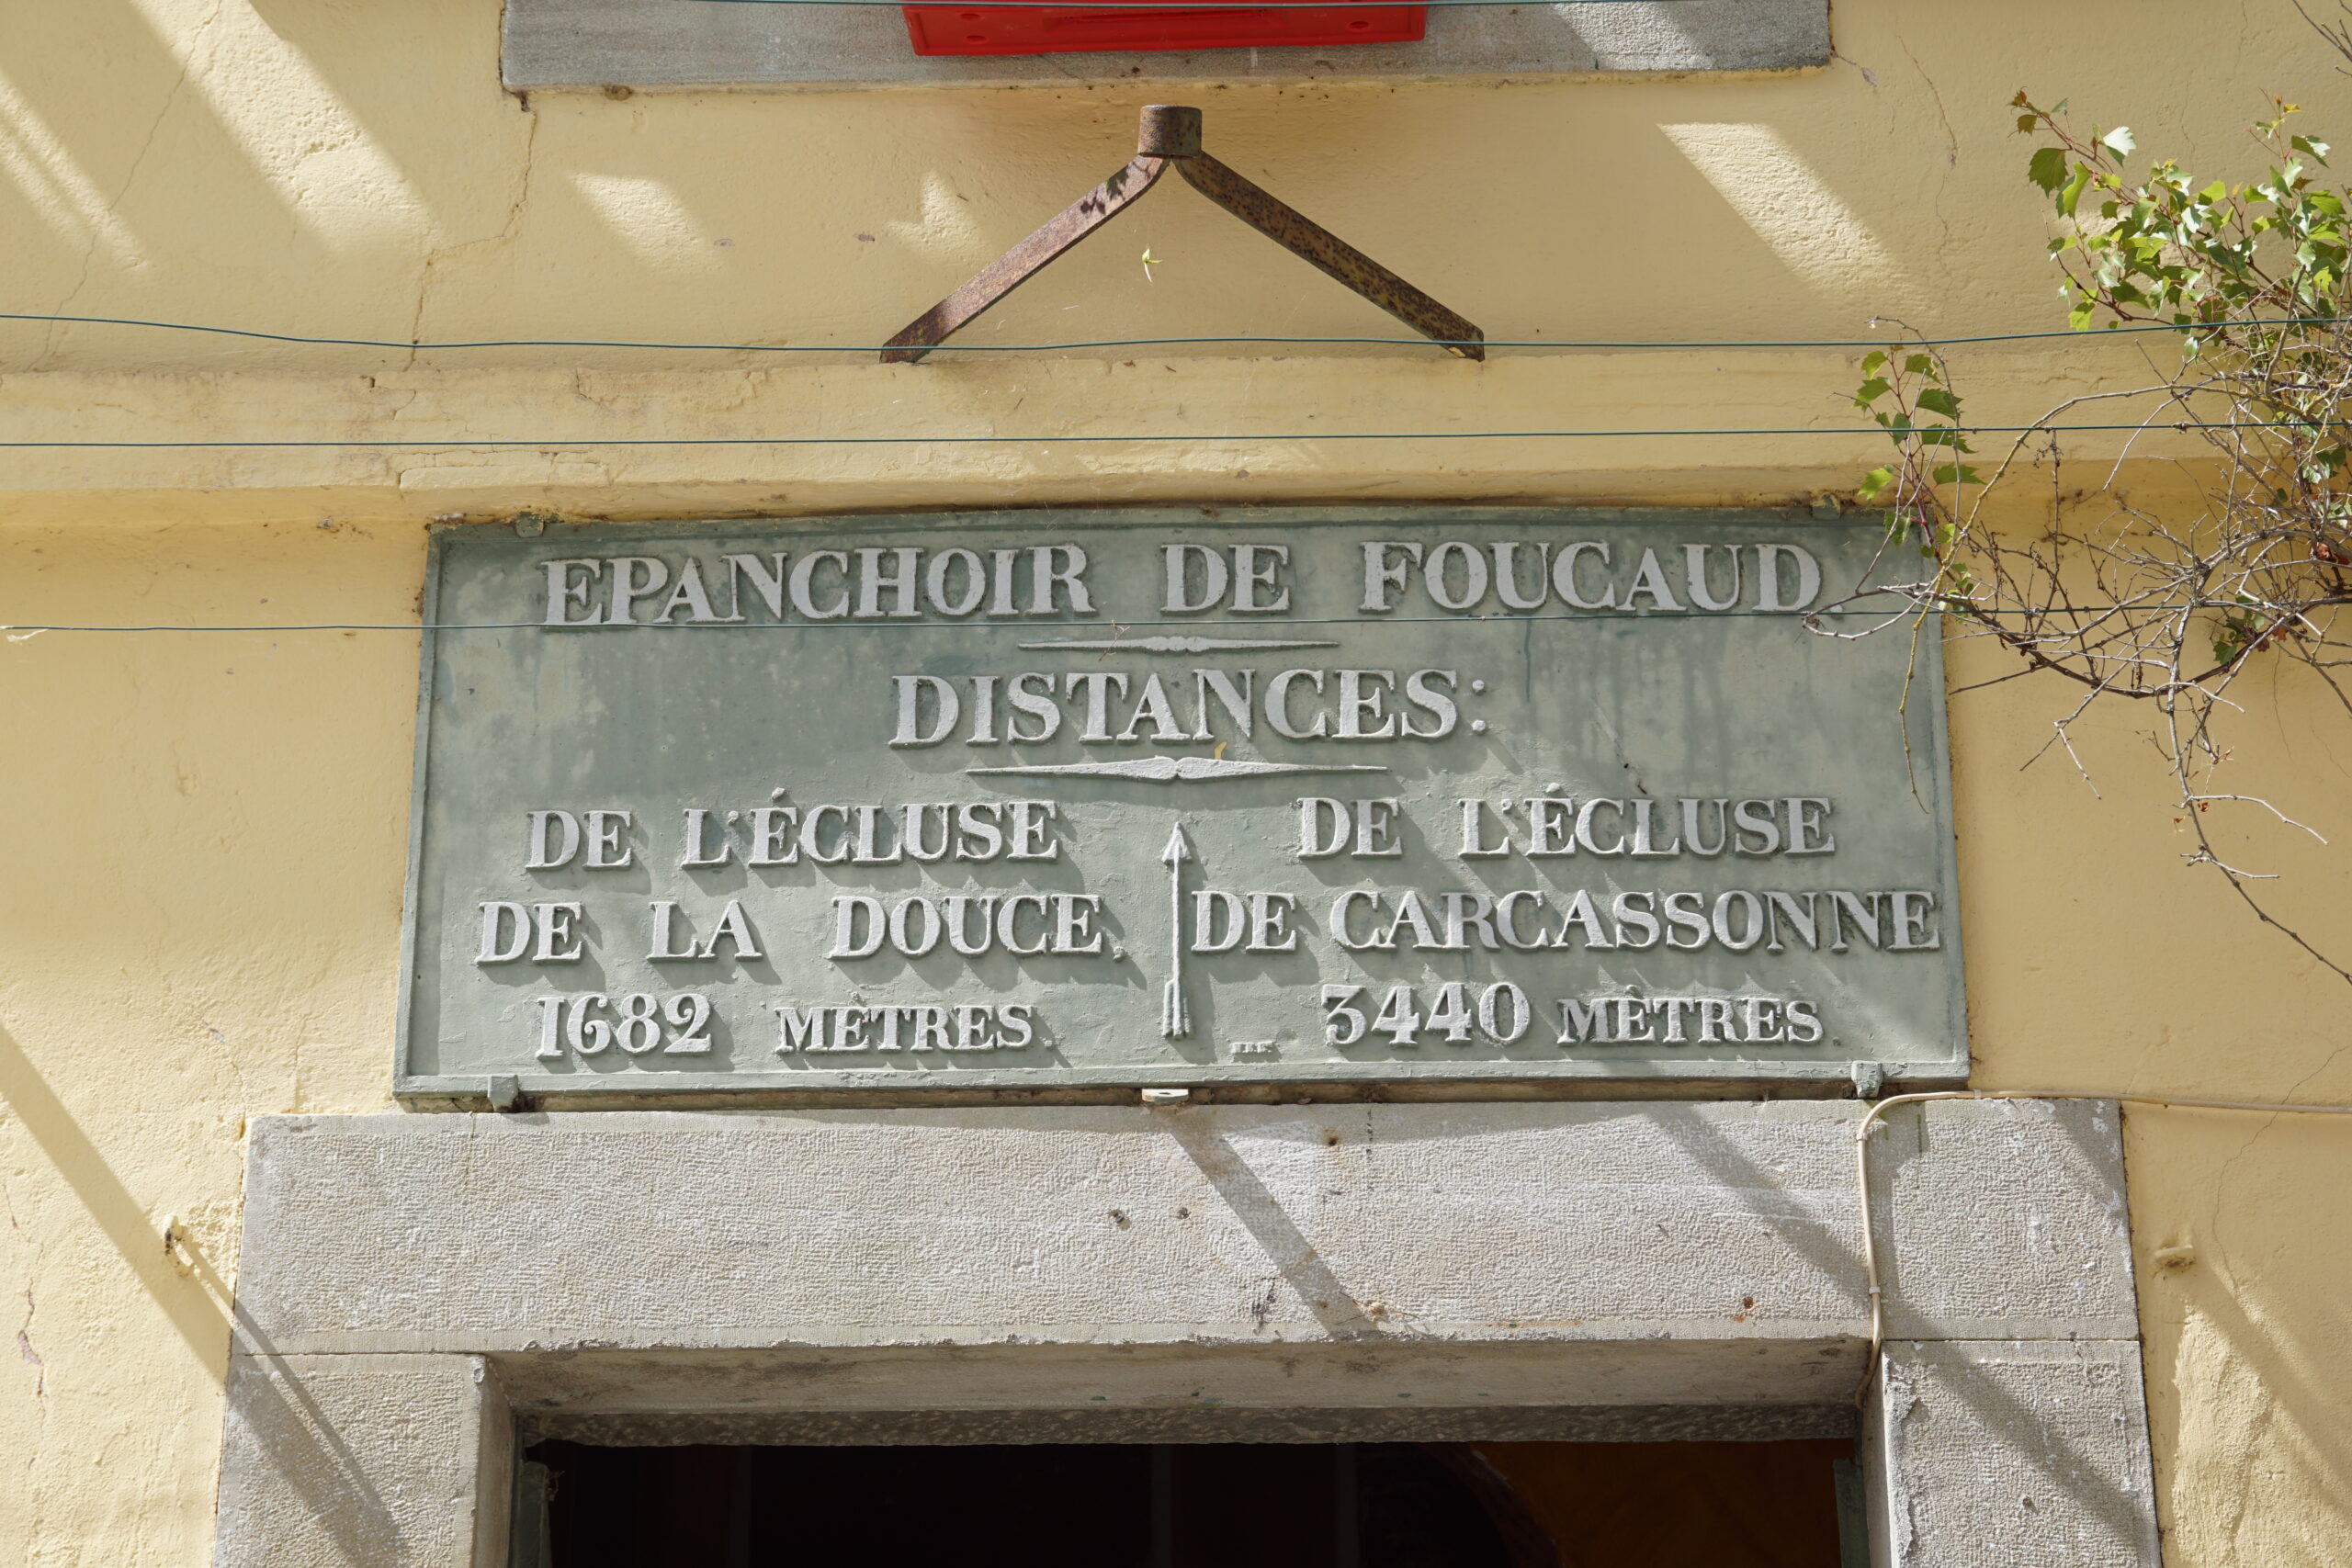 EPANCHOIR DE FOUCAUD.
DISTANCES:
DE L'ÉCLUSE
DE LA DOUCE.
1682 MÈTRES.
DE L'ÉCLUSE
DE CARCASSONNE
3440 MÈTRES.